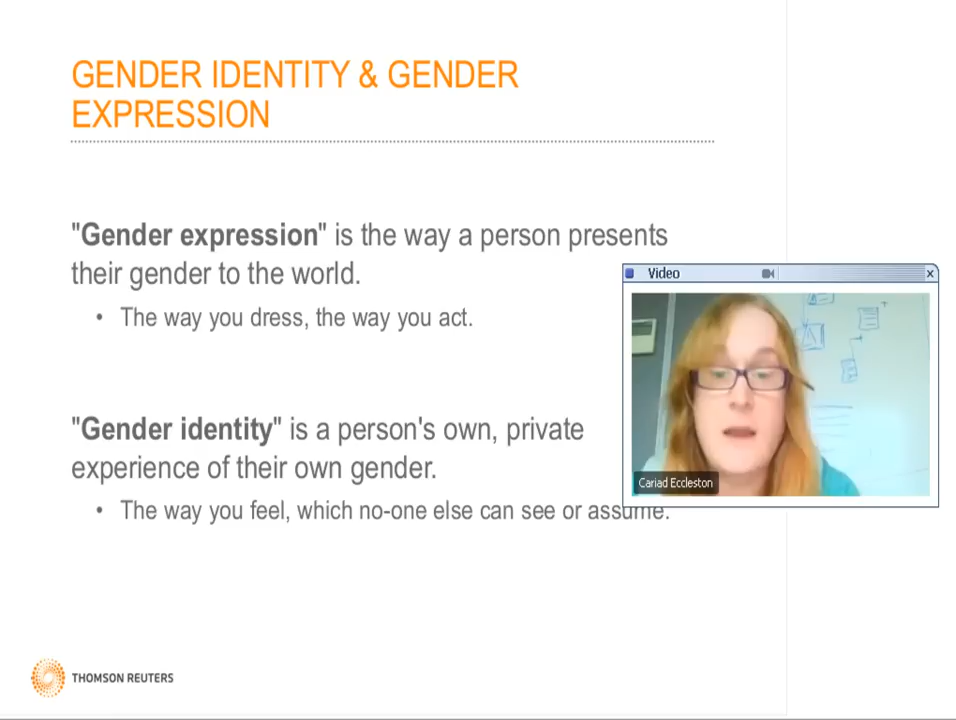 GENDER IDENTITY & GENDER
EXPRESSION
"Gender expression" is the way a person presents
their gender to the world.
• The way you dress, the way you act.
Video
"Gender identity" is a person's own, private
experience of their own gender.
Cariad Eccleston
• The way you feel, which no-one else can see or assume.
THOMSON REUTERS